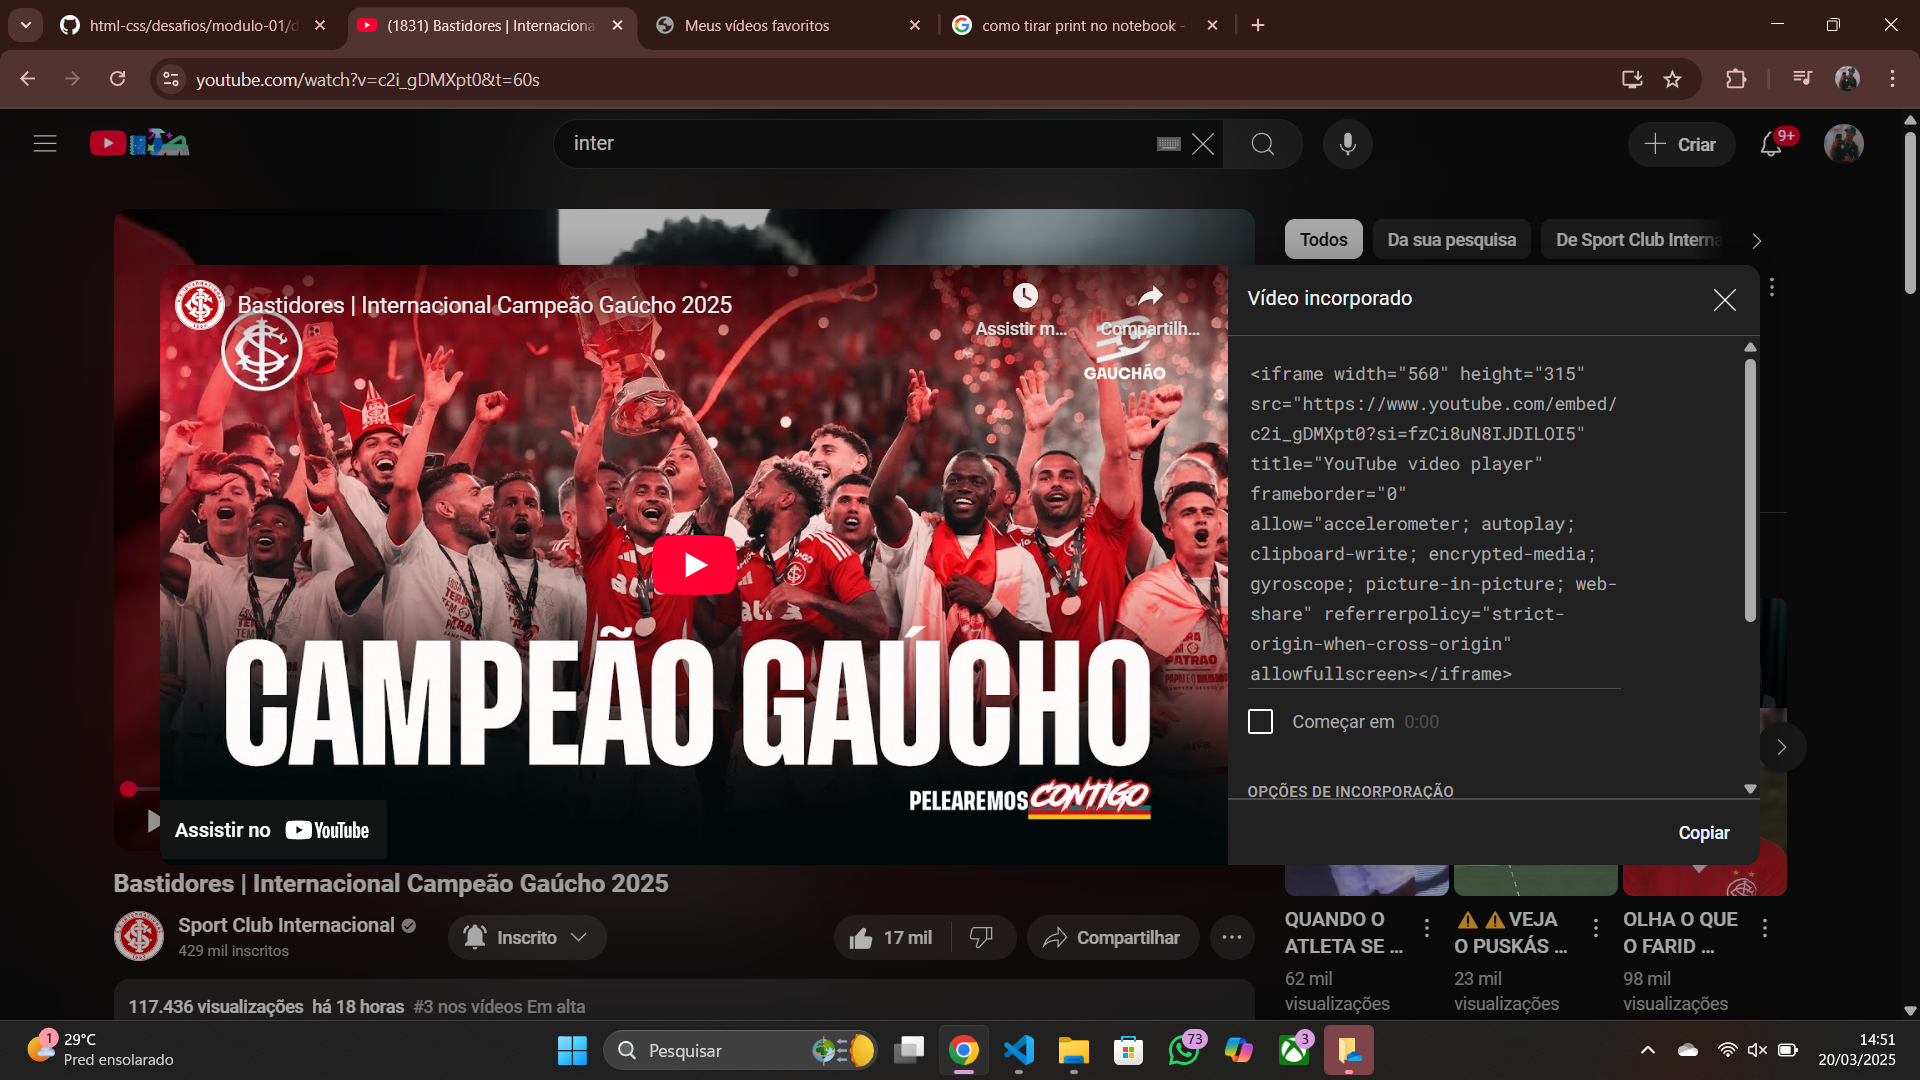 html-css/desafios/modulo-01/d
(1831) Bastidores | Internaciona
Meus vídeos favoritos
como tirar print no notebook -
youtube.com/watch?v=c2i_gDMXpt0&t=60s
inter
Criar
9+
Todos
Da sua pesquisa
De Sport Club Interna
Bastidores | Internacional Campeão Gaúcho 2025
Assistir m...
Compartilh...
GAUCHÃO
CAMPEÃO GAÚCHO
PELEAREMOS CONTIGO
Assistir no YouTube
Vídeo incorporado
<iframe width="560" height="315"
src="https://www.youtube.com/embed/
c2i_gDMXpt0?si=fzCi8uN8IJDILOI5"
title="YouTube video player"
frameborder="0"
allow="accelerometer; autoplay;
clipboard-write; encrypted-media;
gyroscope; picture-in-picture; web-
share" referrerpolicy="strict-
origin-when-cross-origin"
allowfullscreen></iframe>
Começar em 0:00
OPÇÕES DE INCORPORAÇÃO
Copiar
Bastidores | Internacional Campeão Gaúcho 2025
Sport Club Internacional
429 mil inscritos
Inscrito
17 mil
Compartilhar
117.436 visualizações há 18 horas #3 nos vídeos Em alta
QUANDO O
ATLETA SE ...
62 mil
visualizações
⚠️⚠️VEJA
O PUSKÁS ...
23 mil
visualizações
OLHA O QUE
O FARID ...
98 mil
visualizações
1
29°C
Pred ensolarado
Pesquisar
73
3
14:51
20/03/2025